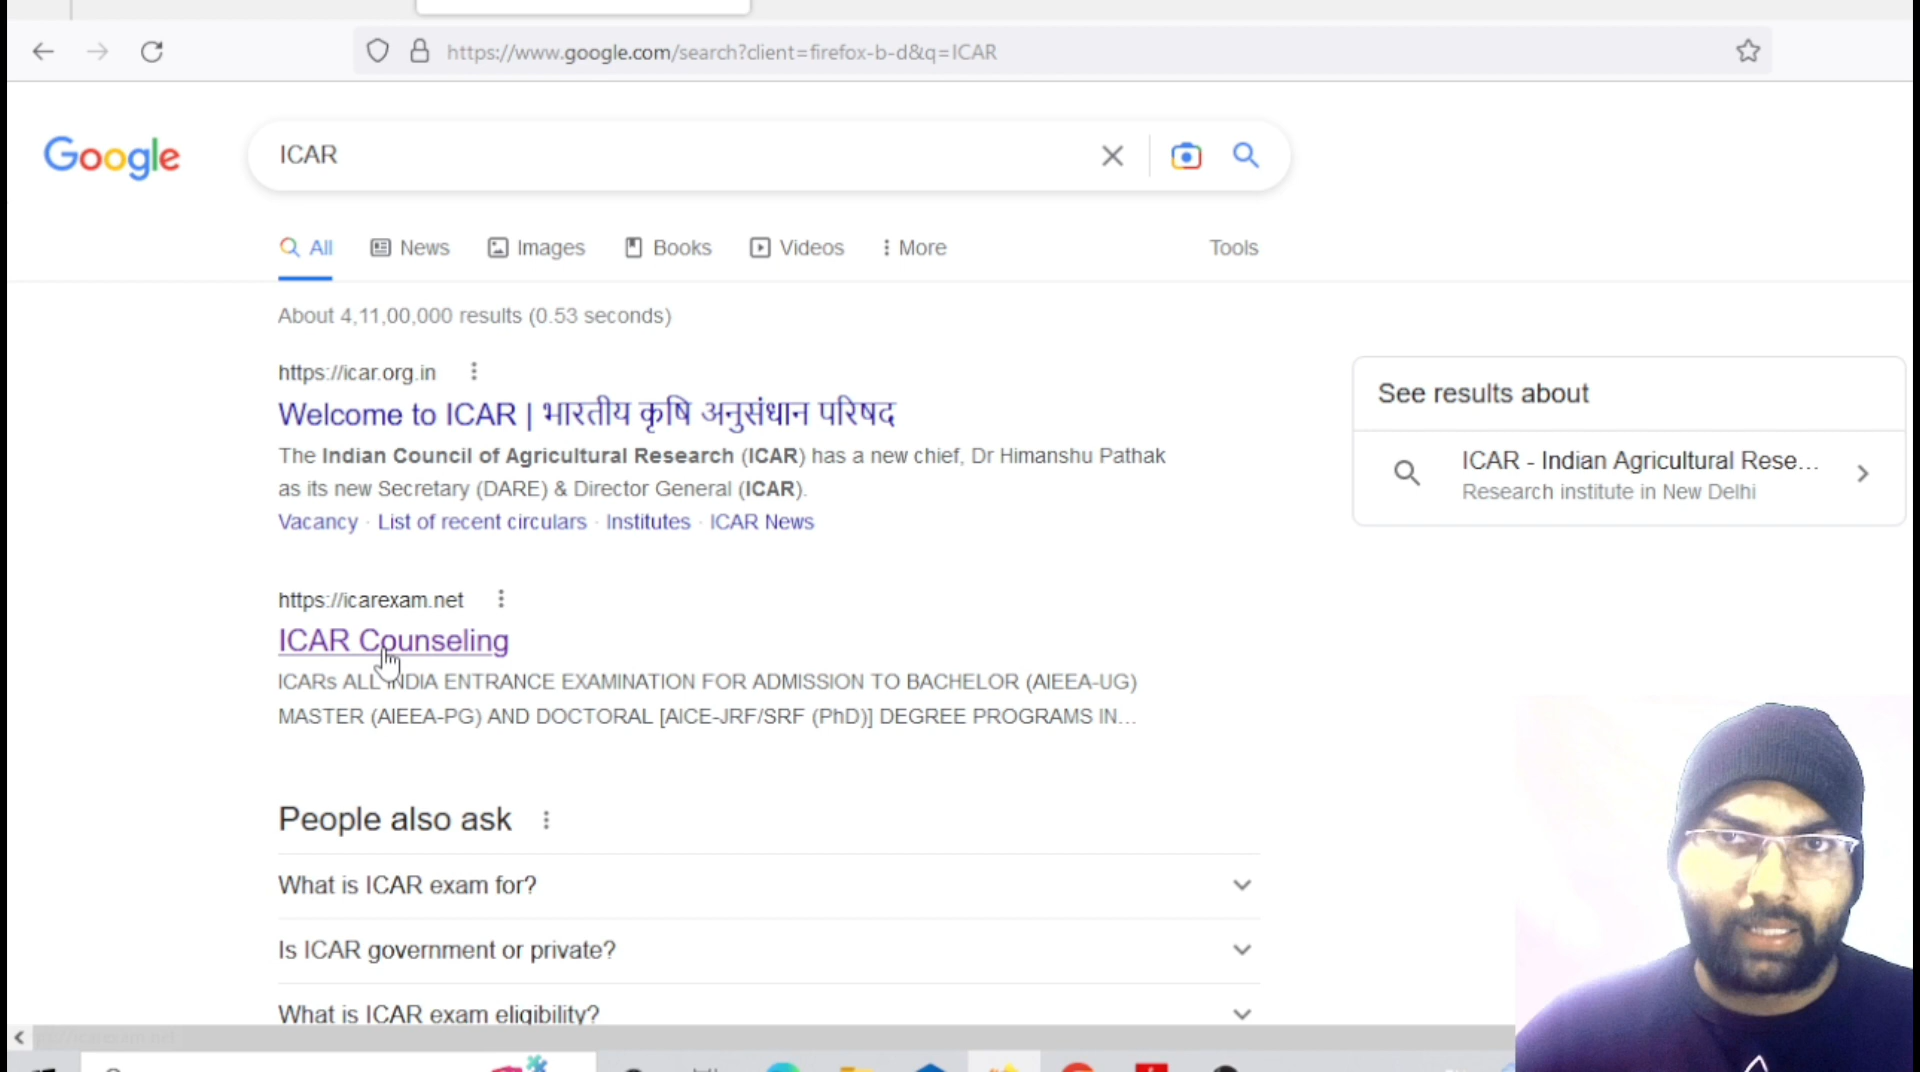 https://www.google.com/search?client=firefox-b-d&q=ICAR
Google
ICAR
All
News
Images
Books
Videos
More
Tools
About 4,11,00,000 results (0.53 seconds)
https://icar.org.in
Welcome to ICAR | भारतीय कृषि अनुसंधान परिषद
The Indian Council of Agricultural Research (ICAR) has a new chief, Dr Himanshu Pathak
as its new Secretary (DARE) & Director General (ICAR).
Vacancy · List of recent circulars · Institutes · ICAR News
See results about
ICAR - Indian Agricultural Rese...
Research institute in New Delhi
https://icarexam.net
ICAR Counseling
ICARs ALL INDIA ENTRANCE EXAMINATION FOR ADMISSION TO BACHELOR (AIEEA-UG)
MASTER (AIEEA-PG) AND DOCTORAL [AICE-JRF/SRF (PhD)] DEGREE PROGRAMS IN...
People also ask
What is ICAR exam for?
Is ICAR government or private?
What is ICAR exam eligibility?